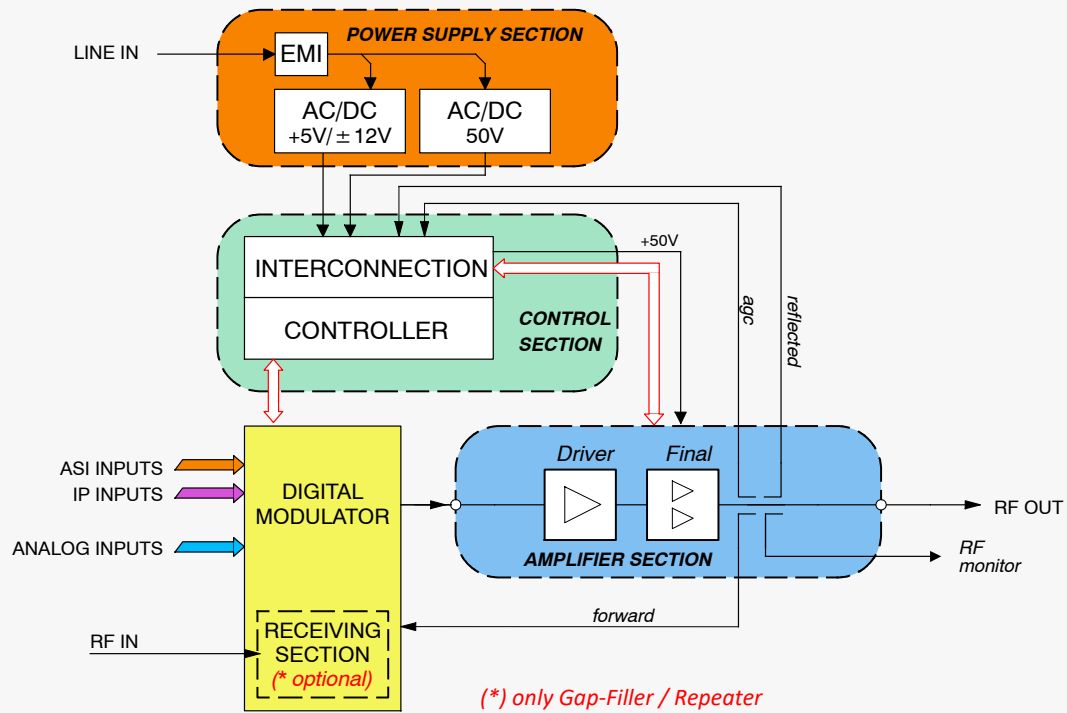 POWER SUPPLY SECTION
LINE IN
EMI
AC/DC
+5V/ ± 12V
AC/DC
50V
+50V
INTERCONNECTION
CONTROLLER
CONTROL
SECTION
agc
reflected
ASI INPUTS
IP INPUTS
ANALOG INPUTS
DIGITAL
MODULATOR
Driver
Final
AMPLIFIER SECTION
RF OUT
RF
monitor
forward
RF IN
RECEIVING
SECTION
(* optional)
(*) only Gap-Filler / Repeater